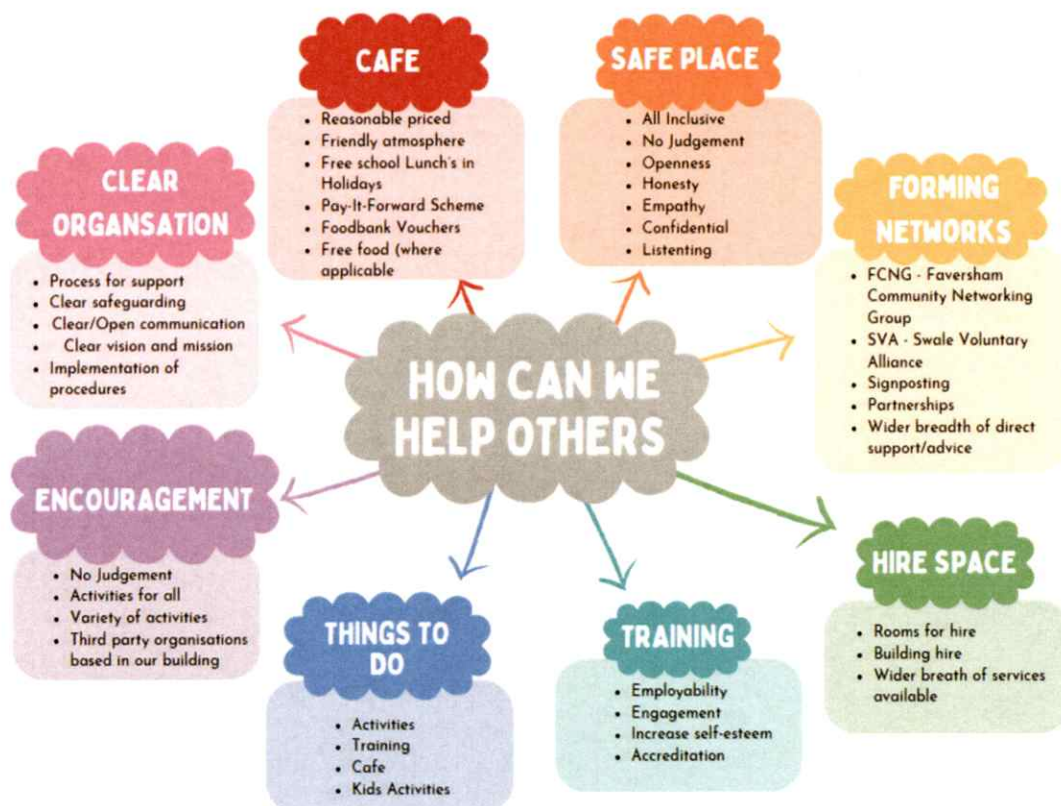 CAFE
Reasonable priced
Friendly atmosphere
Free school Lunch's in
Holidays
Pay-It-Forward Scheme
Foodbank Vouchers
Free food (where
applicable
SAFE PLACE
All Inclusive
No Judgement
Openness
Honesty
Empathy
Confidential
Listenting
CLEAR
ORGANSATION
Process for support
Clear safeguarding
Clear/Open communication
Clear vision and mission
Implementation of
procedures
FORMING
NETWORKS
FCNG - Faversham
Community Networking
Group
SVA - Swale Voluntary
Alliance
Signposting
Partnerships
Wider breadth of direct
support/advice
HOW CAN WE
HELP OTHERS
ENCOURAGEMENT
No Judgement
Activities for all
Variety of activities
Third party organisations
based in our building
THINGS TO
DO
Activities
Training
Cafe
Kids Activities
TRAINING
Employability
Engagement
Increase self-esteem
Accreditation
HIRE SPACE
Rooms for hire
Building hire
Wider breath of services
available